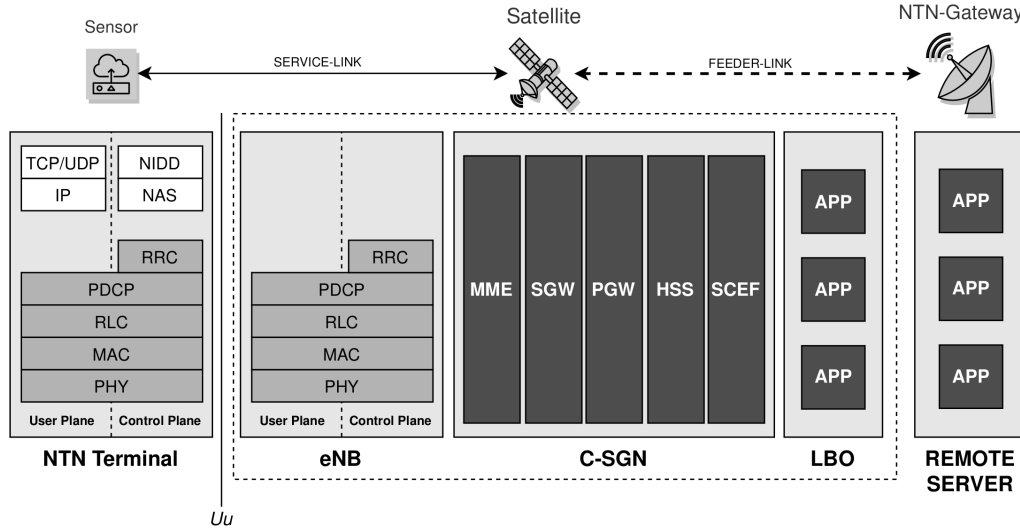 Sensor
Satellite
NTN-Gateway
SERVICE-LINK
FEEDER-LINK
TCP/UDP
IP
NIDD
NAS
RRC
PDCP
RLC
MAC
PHY
User Plane
Control Plane
NTN Terminal
Uu
RRC
PDCP
RLC
MAC
PHY
User Plane
Control Plane
eNB
MME
SGW
PGW
HSS
SCEF
C-SGN
APP
APP
APP
LBO
APP
APP
APP
REMOTE
SERVER